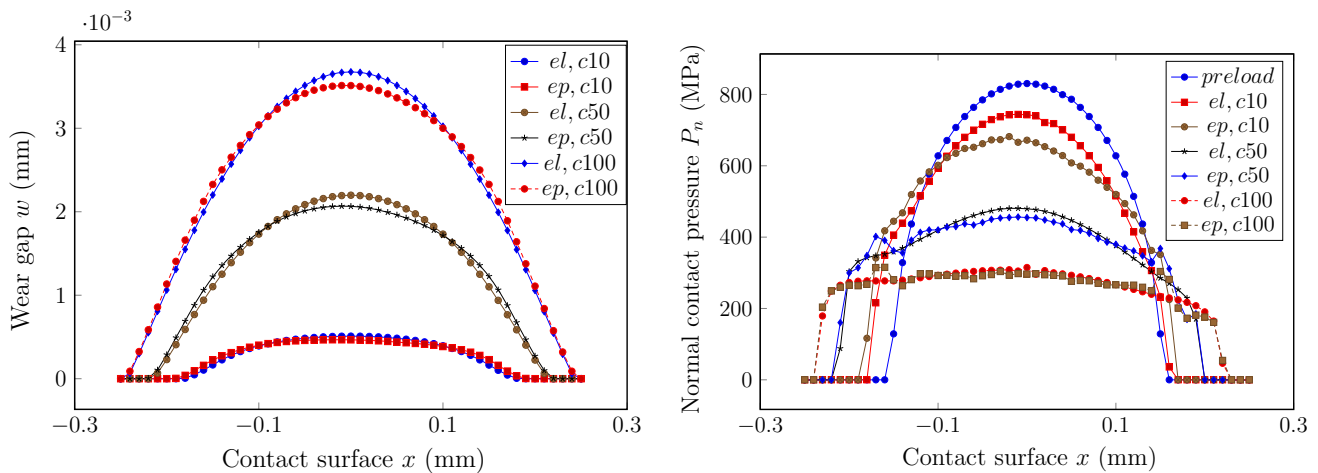 ·10−3
4
3
2
1
0
Wear gap w (mm)
−0.3
−0.1
0.1
0.3
Contact surface x (mm)
el, c10
ep, c10
el, c50
ep, c50
el, c100
ep, c100
800
600
400
200
0
Normal contact pressure Pn (MPa)
−0.3
−0.1
0.1
0.3
Contact surface x (mm)
preload
el, c10
ep, c10
el, c50
ep, c50
el, c100
ep, c100